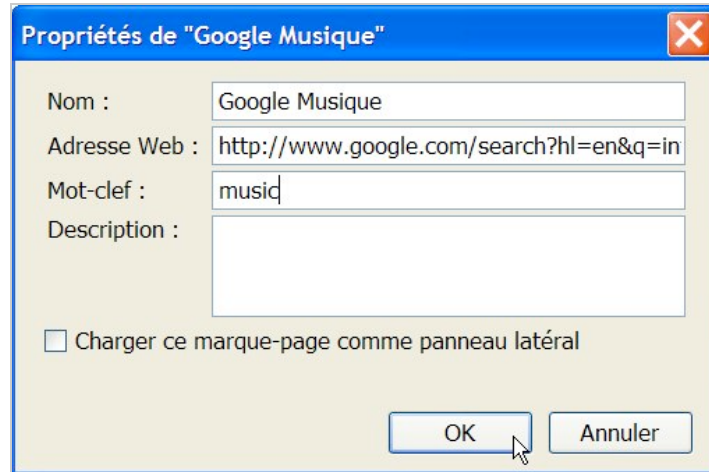 Propriétés de "Google Musique"
Nom : Google Musique
Adresse Web : http://www.google.com/search?hl=en&q=in
Mot-clef : music
Description :
Charger ce marque-page comme panneau latéral
OK Annuler